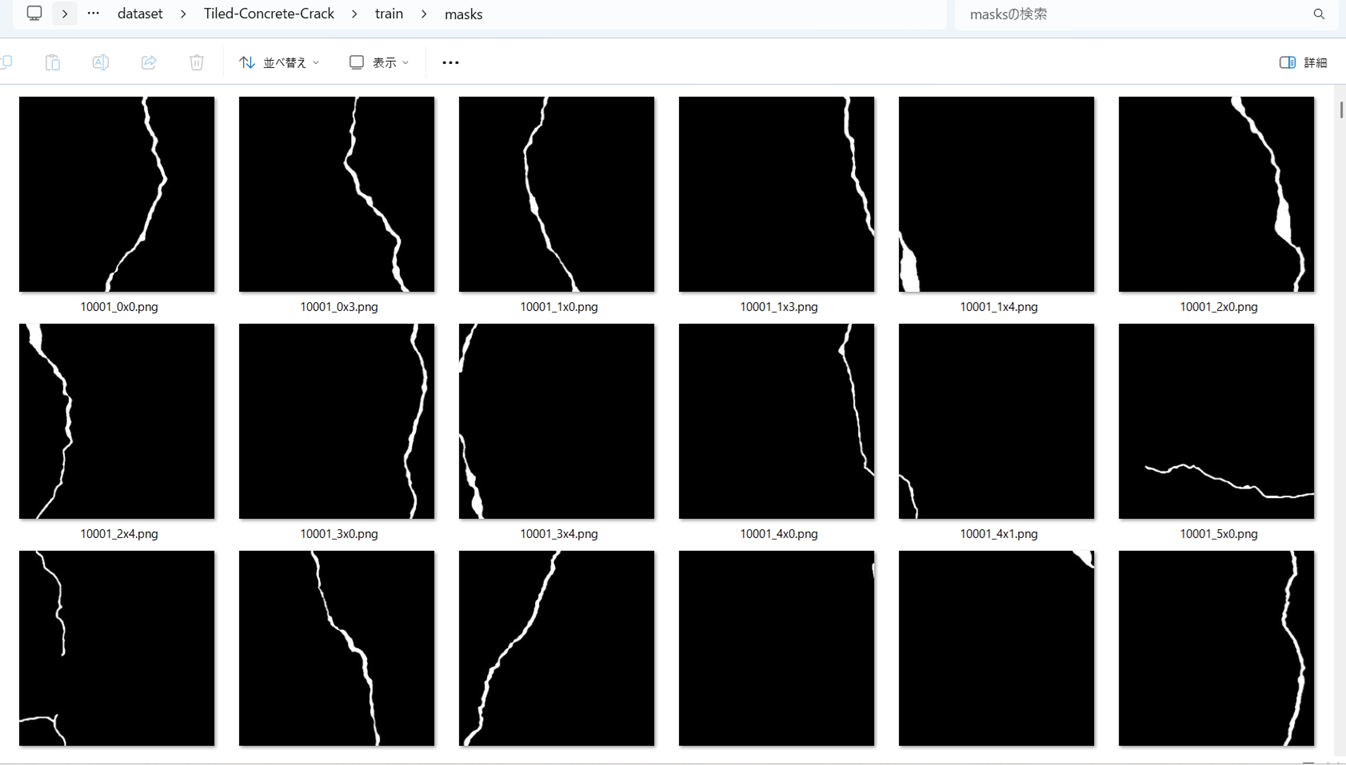 dataset > Tiled-Concrete-Crack > train > masks
masksの検索
並べ替え
表示
詳細
10001_0x0.png
10001_0x3.png
10001_1x0.png
10001_1x3.png
10001_1x4.png
10001_2x0.png
10001_2x4.png
10001_3x0.png
10001_3x4.png
10001_4x0.png
10001_4x1.png
10001_5x0.png